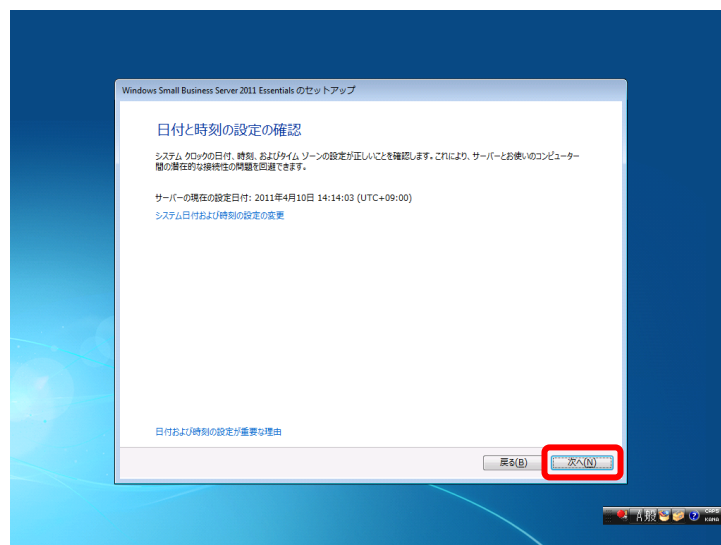 Windows Small Business Server 2011 Essentials のセットアップ
日付と時刻の設定の確認
システム クロックの日付、時刻、およびタイム ゾーンの設定が正しいことを確認します。これにより、サーバーとお使いのコンピューター
間の潜在的な接続性の問題を回避できます。
サーバーの現在の設定日付: 2011年4月10日 14:14:03 (UTC+09:00)
システム日付および時刻の設定の変更
日付および時刻の設定が重要な理由
戻る(B)
次へ(N)
A 般
CAPS
KANA